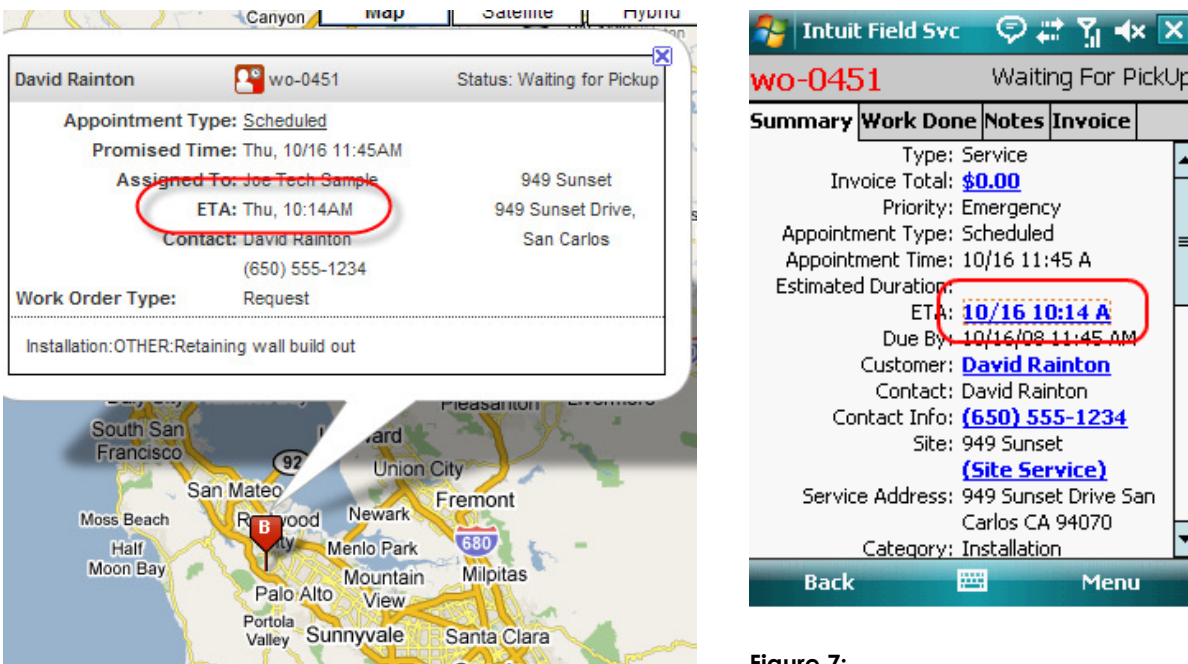 Canyon
Map
Satellite
Hybrid
David Rainton
wo-0451
Status: Waiting for Pickup
Appointment Type: Scheduled
Promised Time: Thu, 10/16 11:45AM
Assigned To: Joe Tech Sample
949 Sunset
ETA: Thu, 10:14AM
949 Sunset Drive,
Contact: David Rainton
San Carlos
(650) 555-1234
Work Order Type: Request
Installation:OTHER:Retaining wall build out
Pleasanton
South San
Francisco
92
Union City
San Mateo
Fremont
Moss Beach
Newark
B
Half
Moon Bay
Menlo Park
680
Mountain
View
Milpitas
Palo Alto
Portola
Valley
Sunnyvale
Santa Clara
Intuit Field Svc
wo-0451
Waiting For PickUp
Summary Work Done Notes Invoice
Type: Service
Invoice Total: $0.00
Priority: Emergency
Appointment Type: Scheduled
Appointment Time: 10/16 11:45 A
Estimated Duration:
ETA: 10/16 10:14 A
Due By: 10/16/08 11:45 AM
Customer: David Rainton
Contact: David Rainton
Contact Info: (650) 555-1234
Site: 949 Sunset
(Site Service)
Service Address: 949 Sunset Drive San
Carlos CA 94070
Category: Installation
Back
Menu
Figure 7: